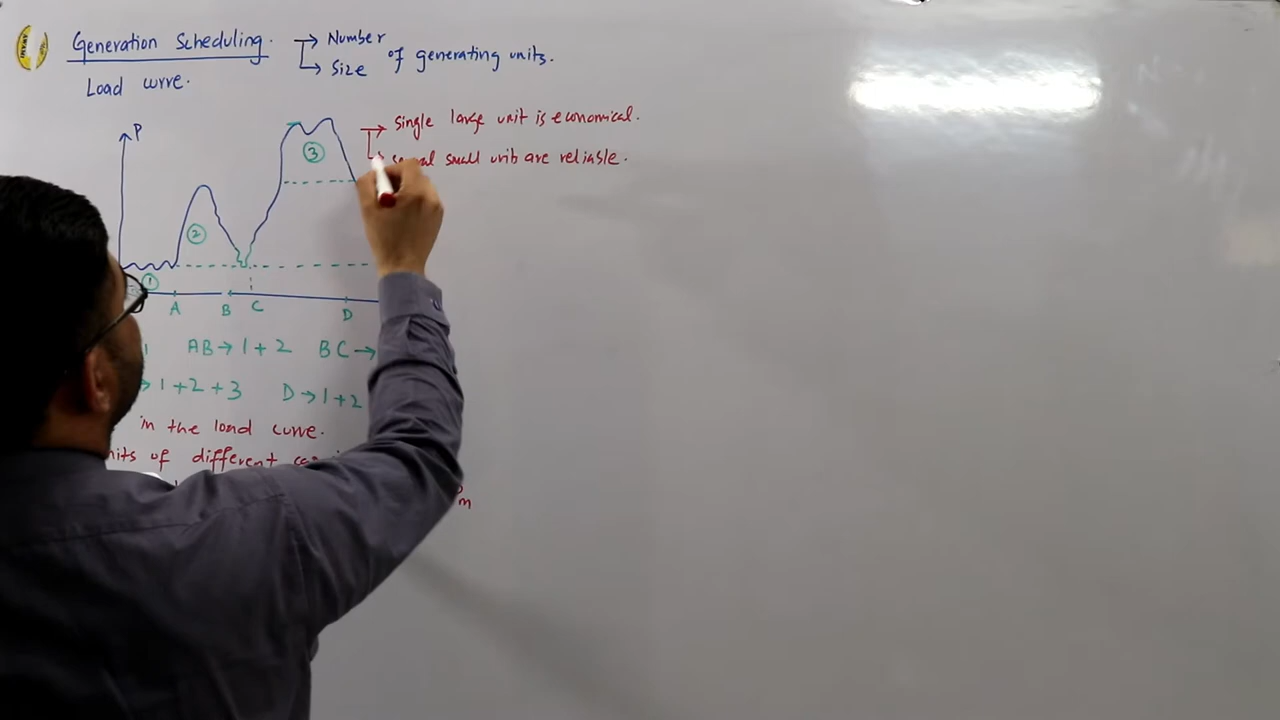 Generation Scheduling. → Number
→ Size of generating units.
Load curve.
P
→ Single large unit is economical.
small units are reliable.
③
②
①
A B C D
1 AB → 1 + 2 BC →
→ 1 + 2 + 3 D → 1 + 2
in the load curve.
of different
m